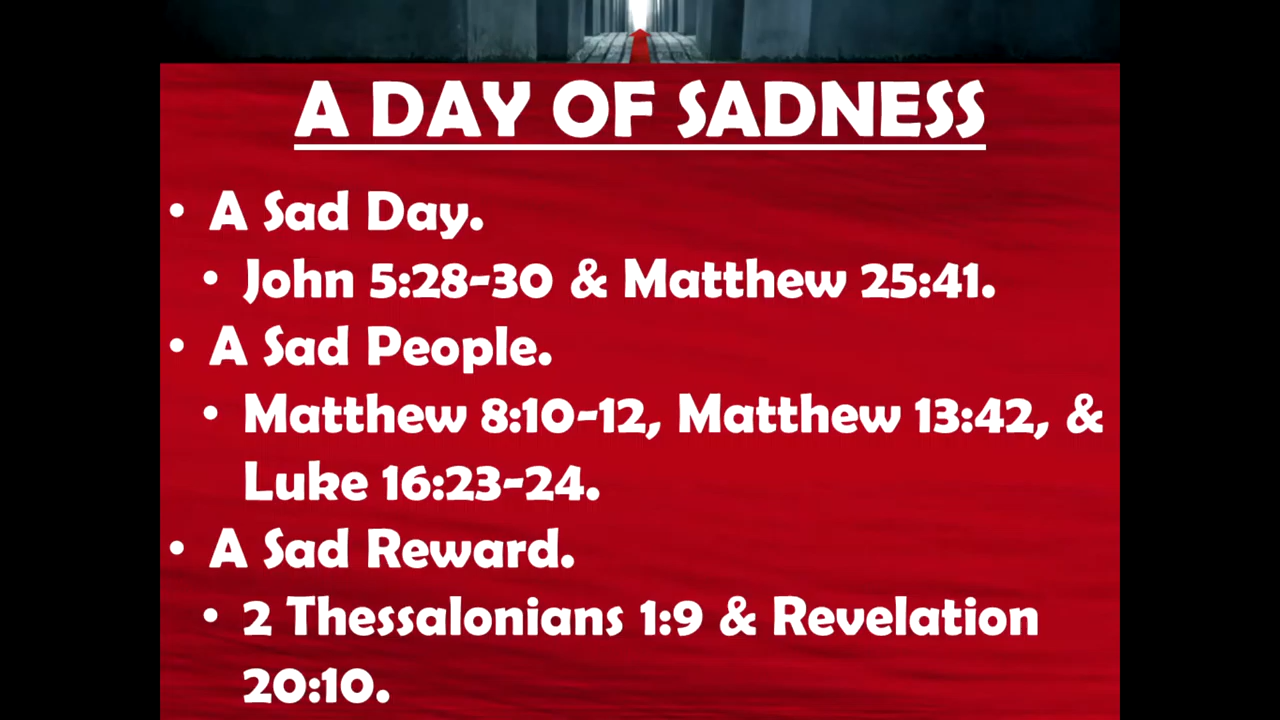 A DAY OF SADNESS
• A Sad Day.
• John 5:28-30 & Matthew 25:41.
• A Sad People.
• Matthew 8:10-12, Matthew 13:42, &
Luke 16:23-24.
• A Sad Reward.
• 2 Thessalonians 1:9 & Revelation
20:10.